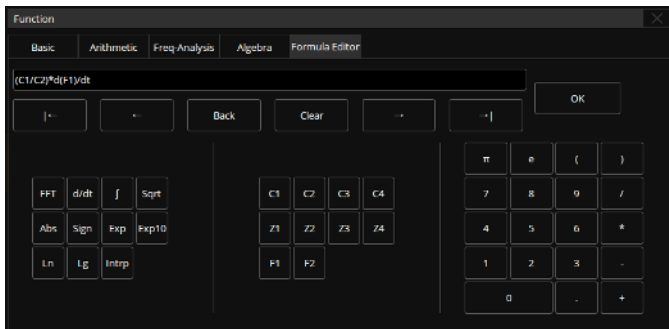 Function
Basic Arithmetic Freq-Analysis Algebra Formula Editor
(C1/C2)*d(F1)/dt
OK
|← ← Back Clear → →|
π e ( )
FFT d/dt ∫ Sqrt C1 C2 C3 C4 7 8 9 /
Abs Sign Exp Exp10 Z1 Z2 Z3 Z4 4 5 6 *
Ln Lg Intrp F1 F2 1 2 3 -
0 . +